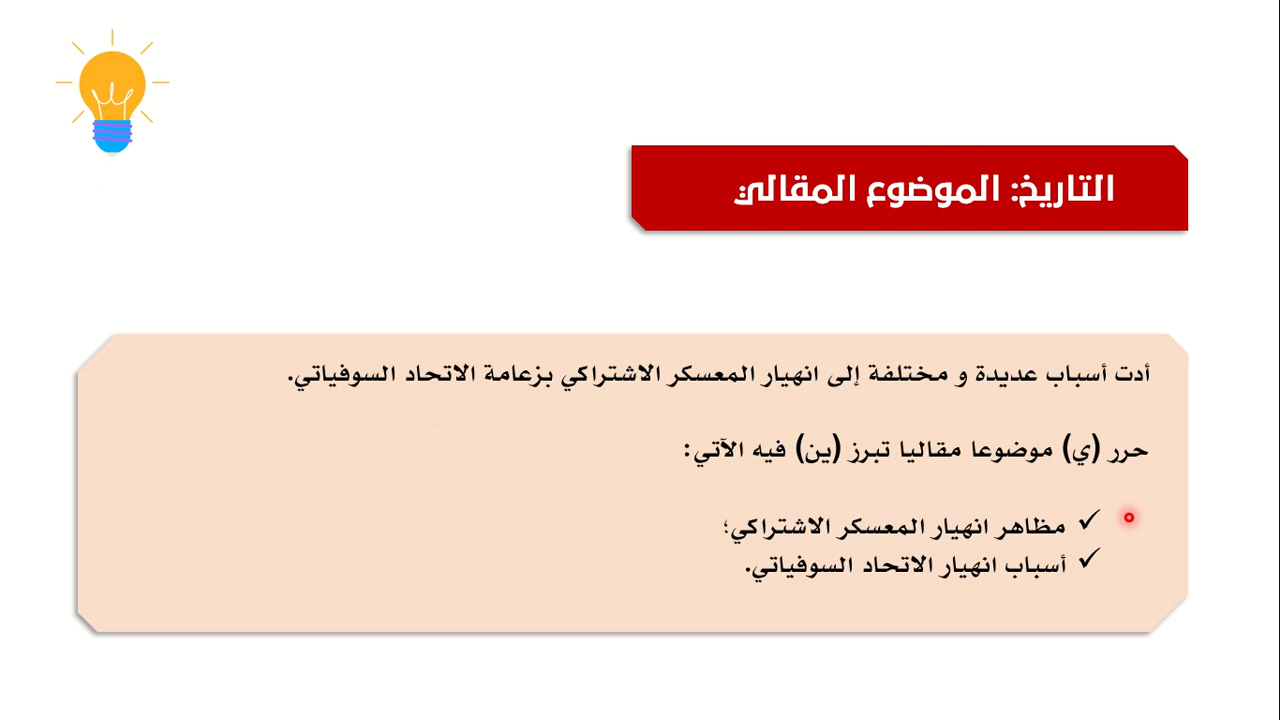 التاريخ: الموضوع المقالي
أدت أسباب عديدة و مختلفة إلى انهيار المعسكر الاشتراكي بزعامة الاتحاد السوفياتي.
حرر (ي) موضوعا مقاليا تبرز (ين) فيه الآتي:
✓ مظاهر انهيار المعسكر الاشتراكي؛
✓ أسباب انهيار الاتحاد السوفياتي.